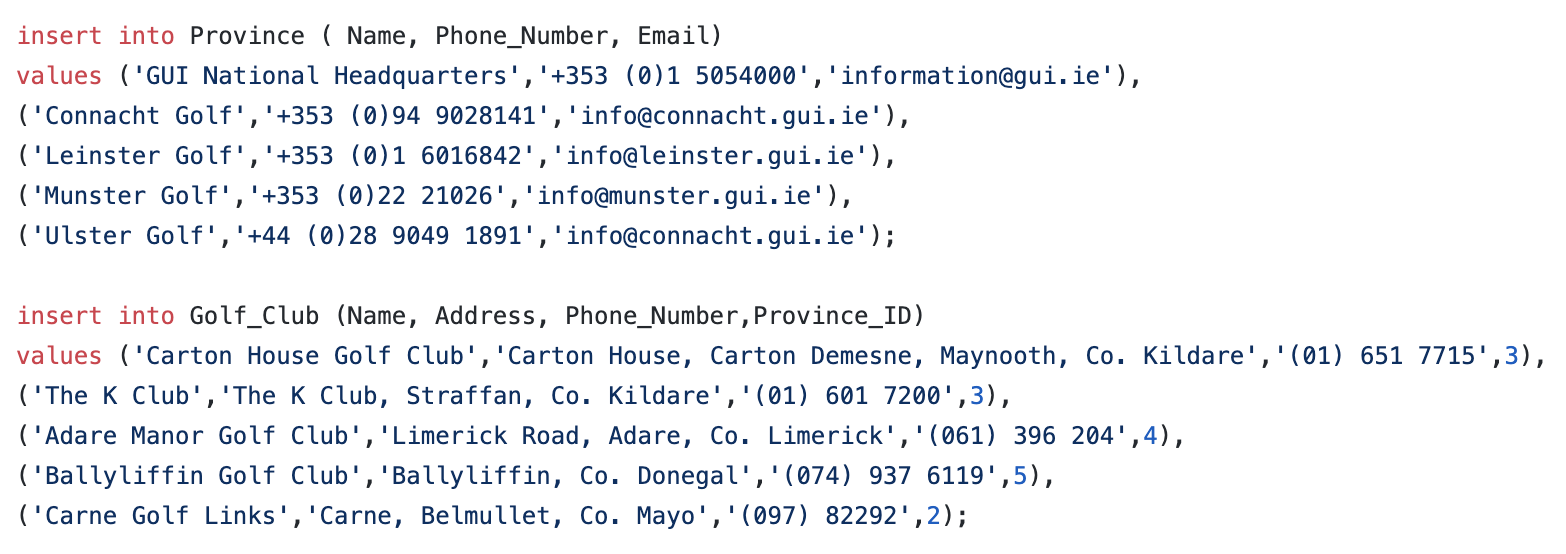 insert into Province ( Name, Phone_Number, Email)
values ('GUI National Headquarters','+353 (0)1 5054000','information@gui.ie'),
('Connacht Golf','+353 (0)94 9028141','info@connacht.gui.ie'),
('Leinster Golf','+353 (0)1 6016842','info@leinster.gui.ie'),
('Munster Golf','+353 (0)22 21026','info@munster.gui.ie'),
('Ulster Golf','+44 (0)28 9049 1891','info@connacht.gui.ie');
insert into Golf_Club (Name, Address, Phone_Number,Province_ID)
values ('Carton House Golf Club','Carton House, Carton Demesne, Maynooth, Co. Kildare','(01) 651 7715',3),
('The K Club','The K Club, Straffan, Co. Kildare','(01) 601 7200',3),
('Adare Manor Golf Club','Limerick Road, Adare, Co. Limerick','(061) 396 204',4),
('Ballyliffin Golf Club','Ballyliffin, Co. Donegal','(074) 937 6119',5),
('Carne Golf Links','Carne, Belmullet, Co. Mayo','(097) 82292',2);